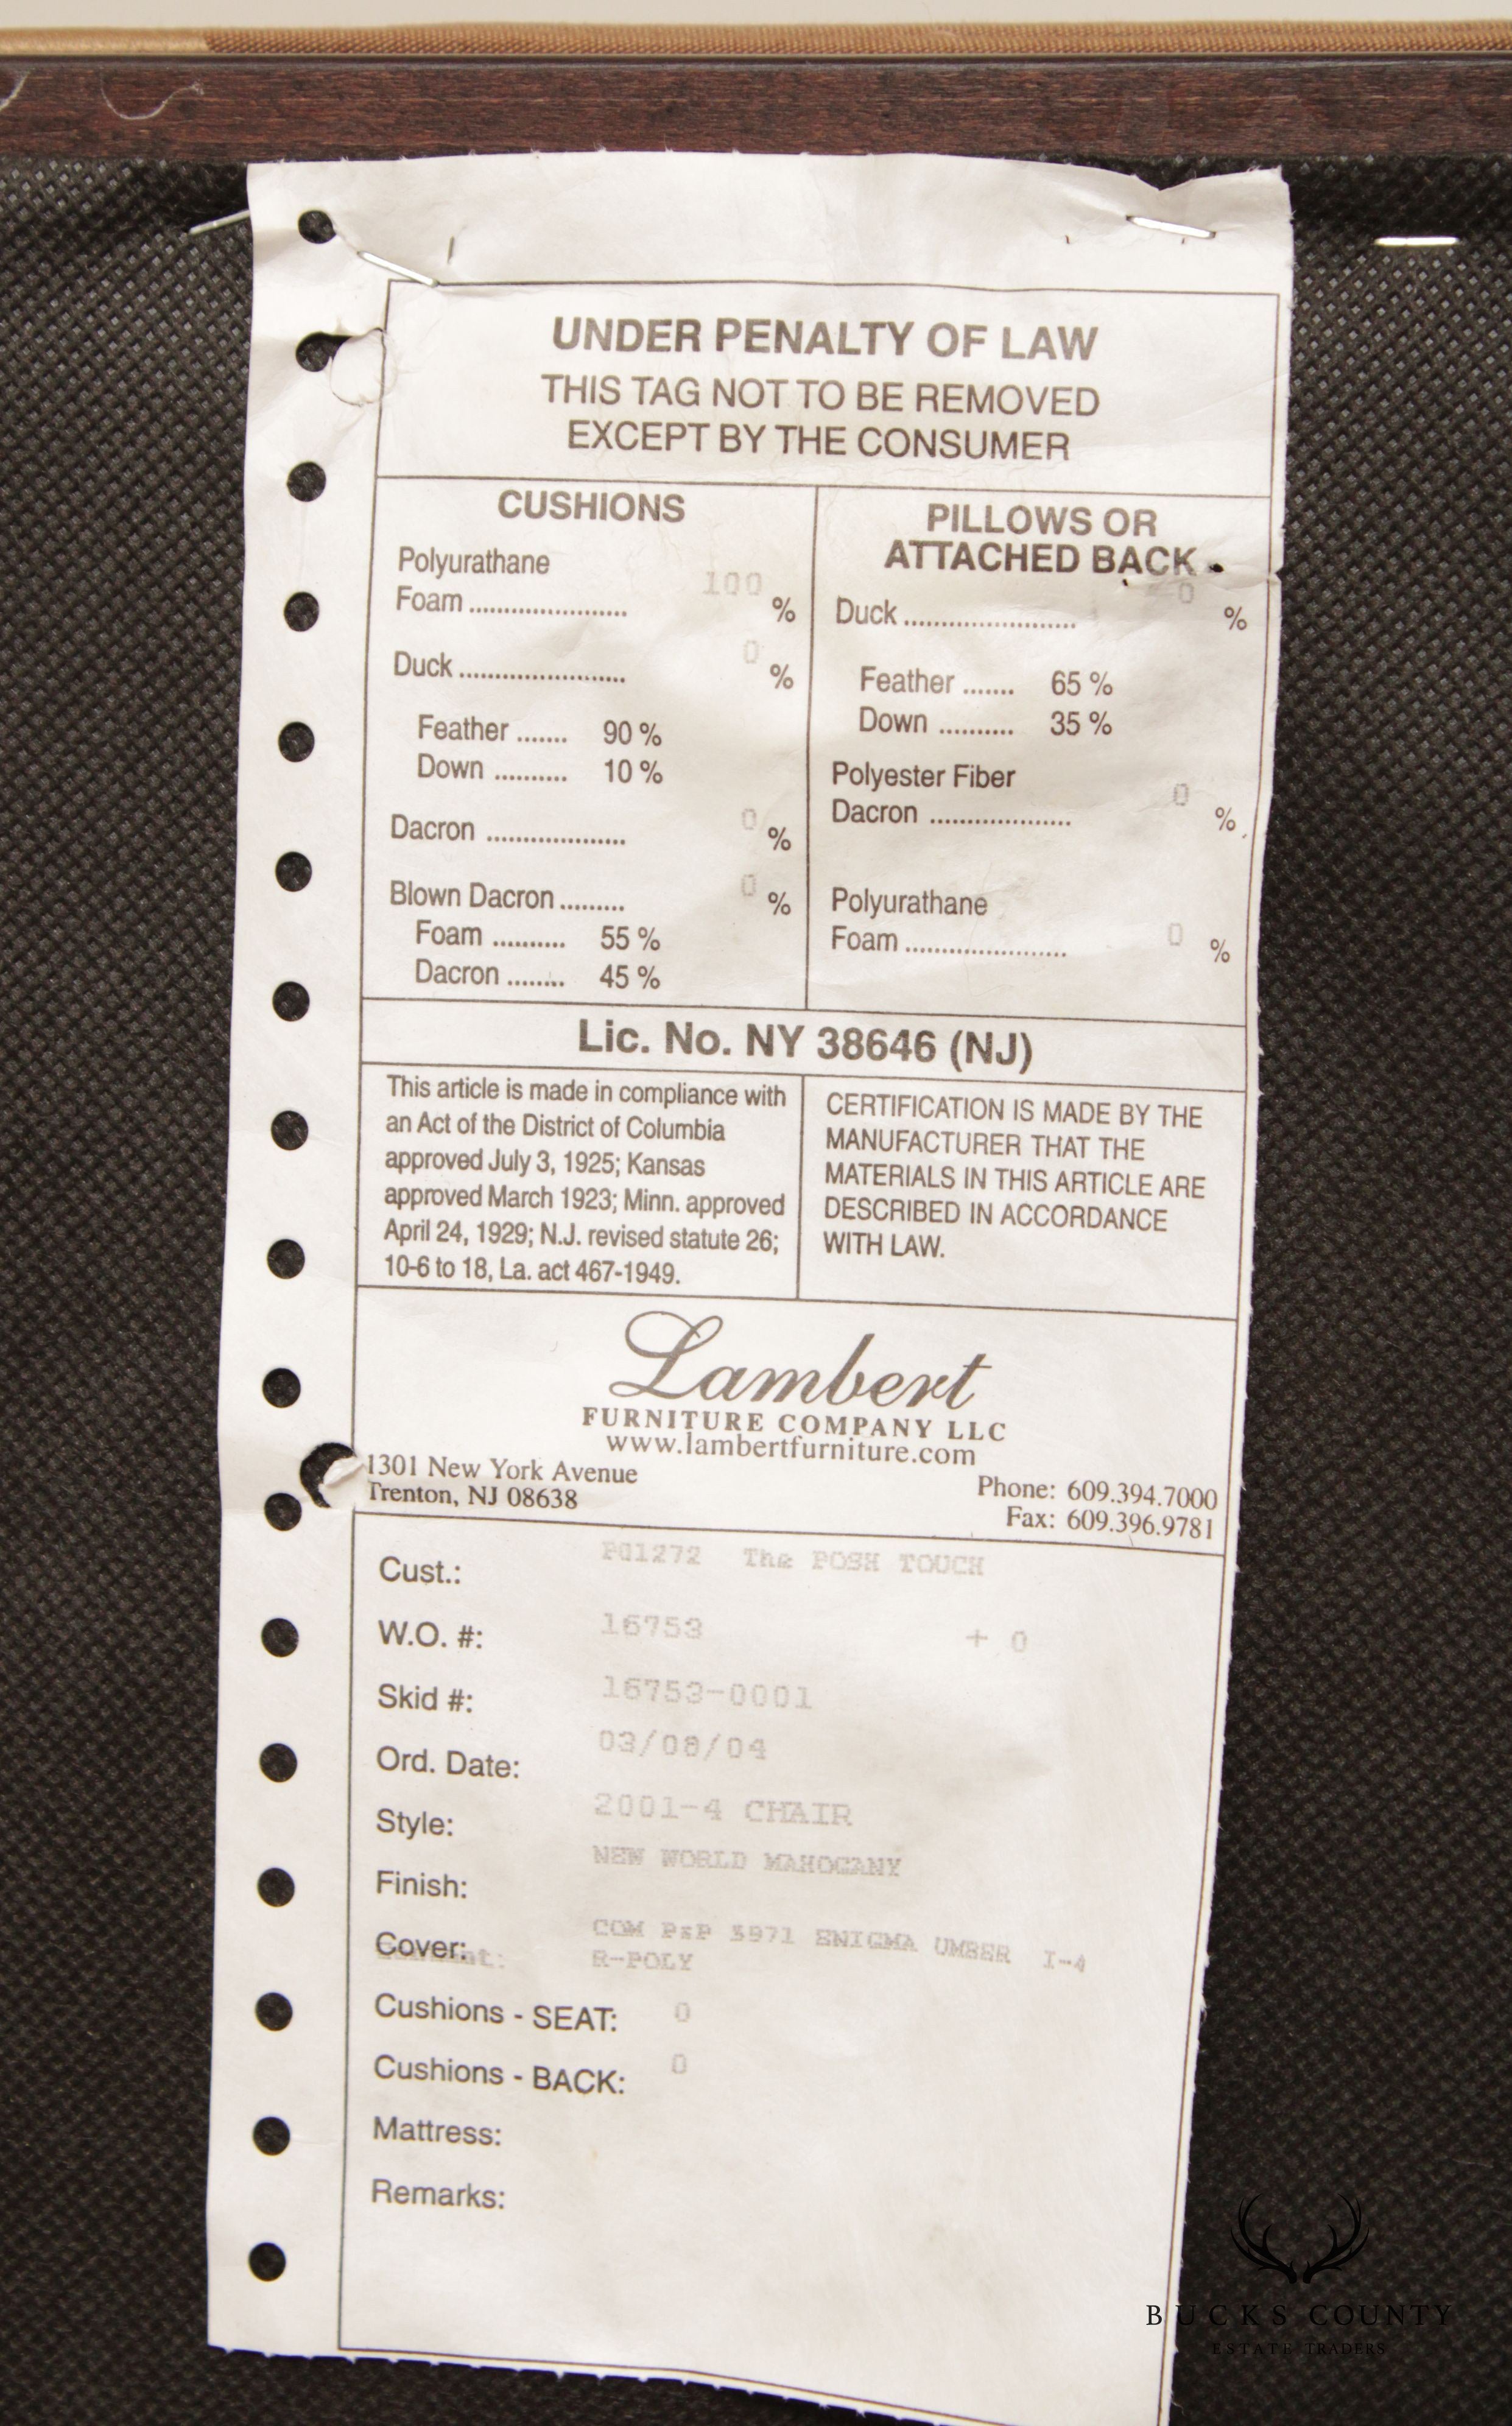 UNDER PENALTY OF LAW
THIS TAG NOT TO BE REMOVED
EXCEPT BY THE CONSUMER
CUSHIONS
Polyurathane 100
Foam ...................... %
Duck ....................... 0 %
Feather ....... 90 %
Down .......... 10 %
Dacron ................... 0 %
Blown Dacron ......... 0 %
Foam .......... 55 %
Dacron ........ 45 %
PILLOWS OR
ATTACHED BACK
Duck ....................... 0 %
Feather ....... 65 %
Down .......... 35 %
Polyester Fiber
Dacron ................... 0 %
Polyurathane
Foam ...................... 0 %
Lic. No. NY 38646 (NJ)
This article is made in compliance with
an Act of the District of Columbia
approved July 3, 1925; Kansas
approved March 1923; Minn. approved
April 24, 1929; N.J. revised statute 26;
10-6 to 18, La. act 467-1949.
CERTIFICATION IS MADE BY THE
MANUFACTURER THAT THE
MATERIALS IN THIS ARTICLE ARE
DESCRIBED IN ACCORDANCE
WITH LAW.
Lambert
FURNITURE COMPANY LLC
www.lambertfurniture.com
1301 New York Avenue
Trenton, NJ 08638
Phone: 609.394.7000
Fax: 609.396.9781
Cust.: P01272 The POSH TOUCH
W.O. #: 16753 + 0
Skid #: 16753-0001
Ord. Date: 03/08/04
Style: 2001-4 CHAIR
Finish: NEW WORLD MAHOGANY
Cover: COM P&P 5971 ENIGMA UMBER I-4
R-POLY
Cushions - SEAT: 0
Cushions - BACK: 0
Mattress:
Remarks:
BUCKS COUNTY
ESTATE TRADERS